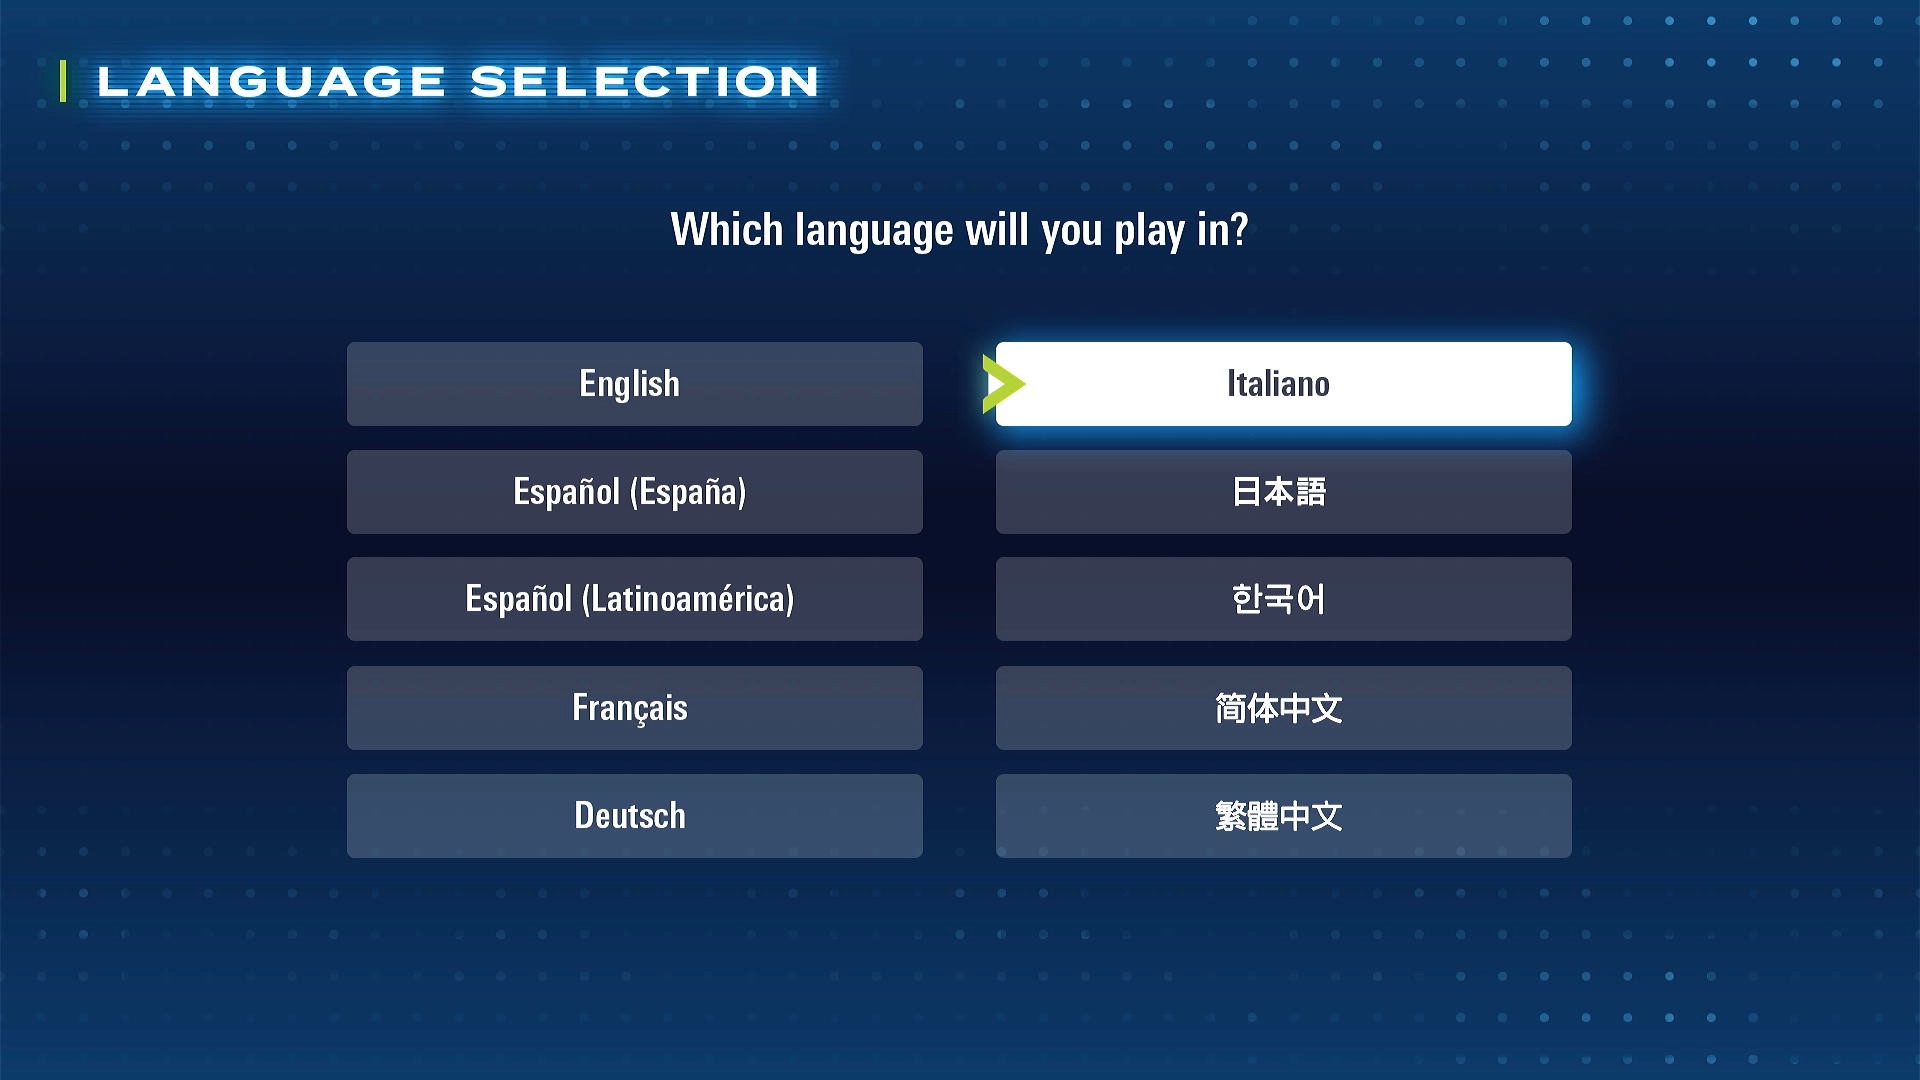 LANGUAGE SELECTION
Which language will you play in?
English
Italiano
Español (España)
日本語
Español (Latinoamérica)
한국어
Français
简体中文
Deutsch
繁體中文